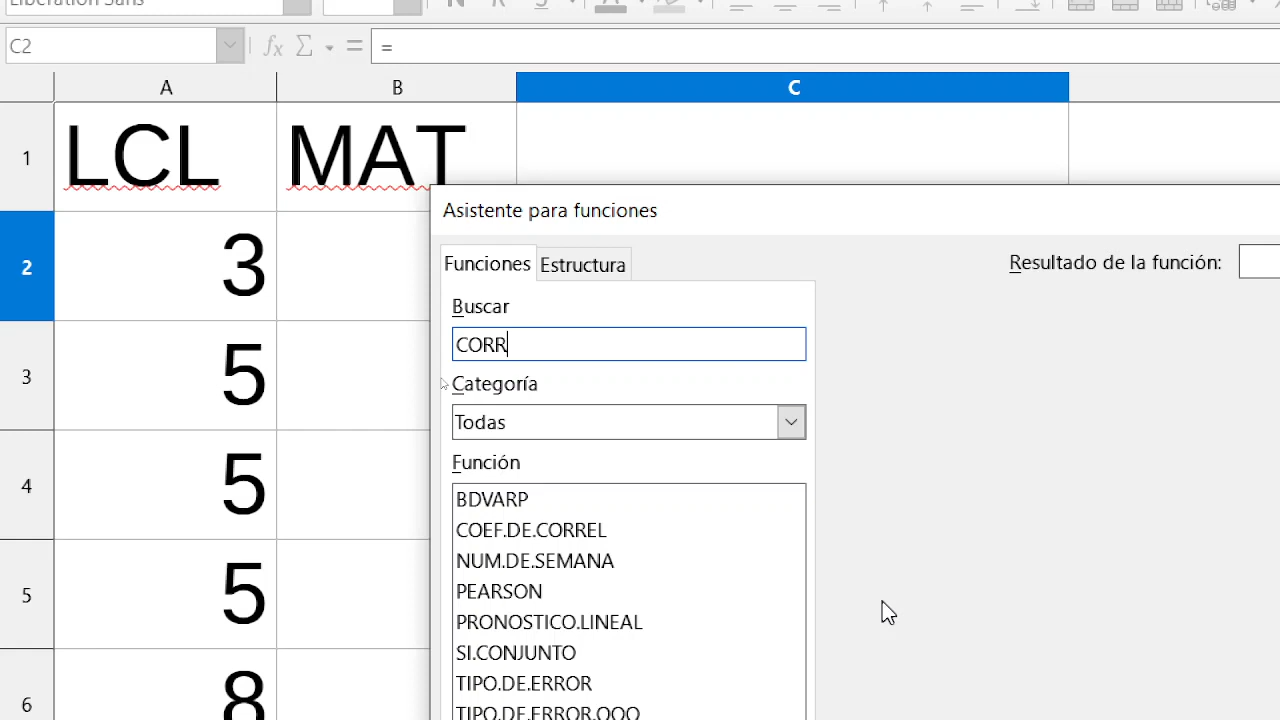 Liberation Sans
C2
=
A B C
1 LCL MAT
2 3
3 5
4 5
5 5
6 8
Asistente para funciones
Funciones Estructura
Resultado de la función:
Buscar
CORR
Categoría
Todas
Función
BDVARP
COEF.DE.CORREL
NUM.DE.SEMANA
PEARSON
PRONOSTICO.LINEAL
SI.CONJUNTO
TIPO.DE.ERROR
TIPO.DE.ERROR.OOO